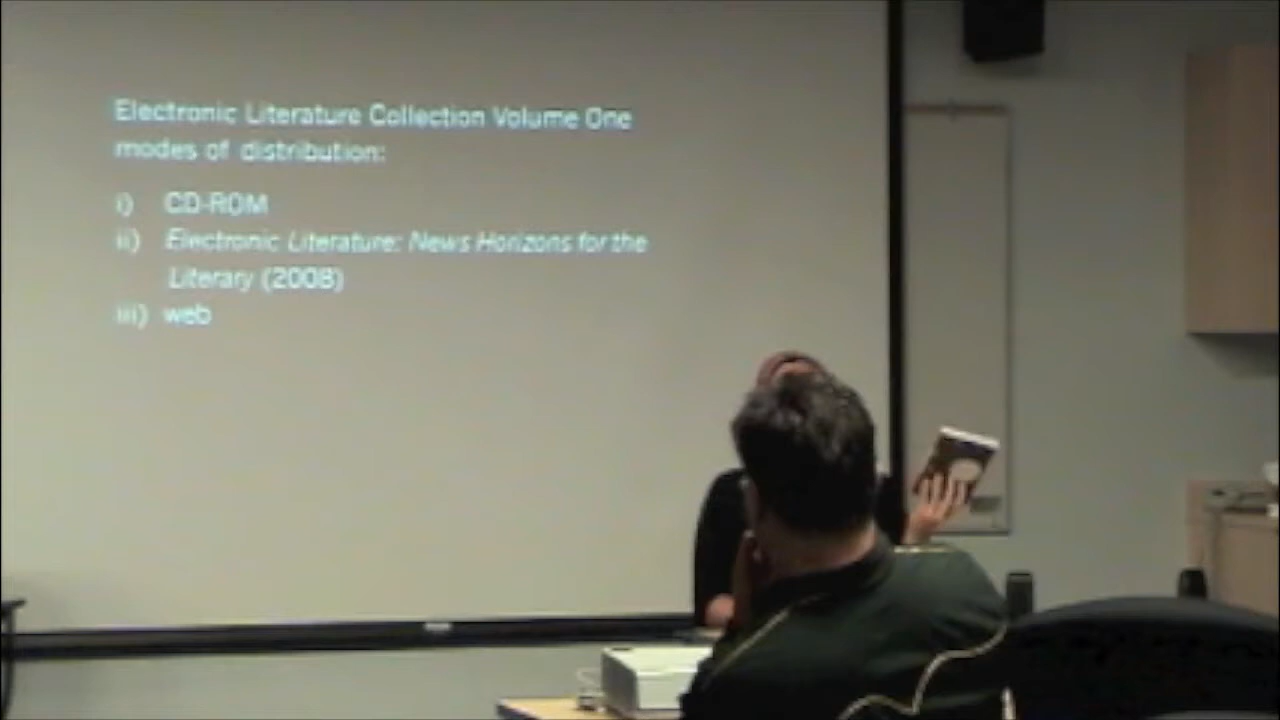 Electronic Literature Collection Volume One
modes of distribution:
i) CD-ROM
ii) Electronic Literature: News Horizons for the
Literary (2008)
iii) web